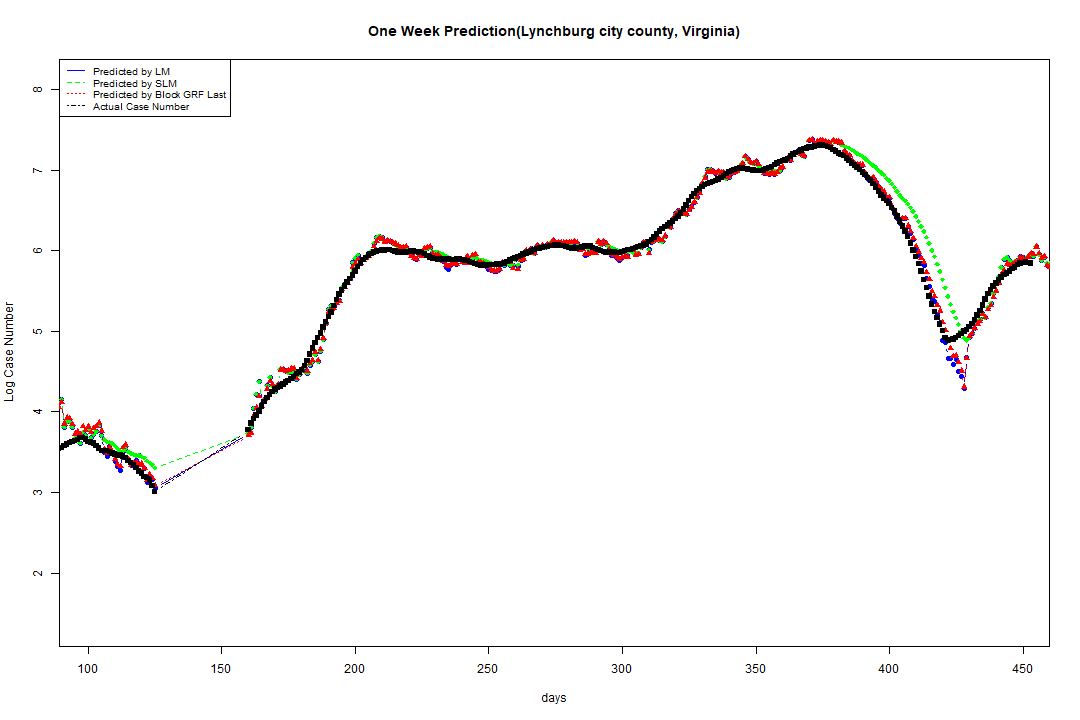 One Week Prediction(Lynchburg city county, Virginia)
Predicted by LM
Predicted by SLM
Predicted by Block GRF Last
Actual Case Number
8
7
6
5
4
3
2
Log Case Number
100 150 200 250 300 350 400 450
days